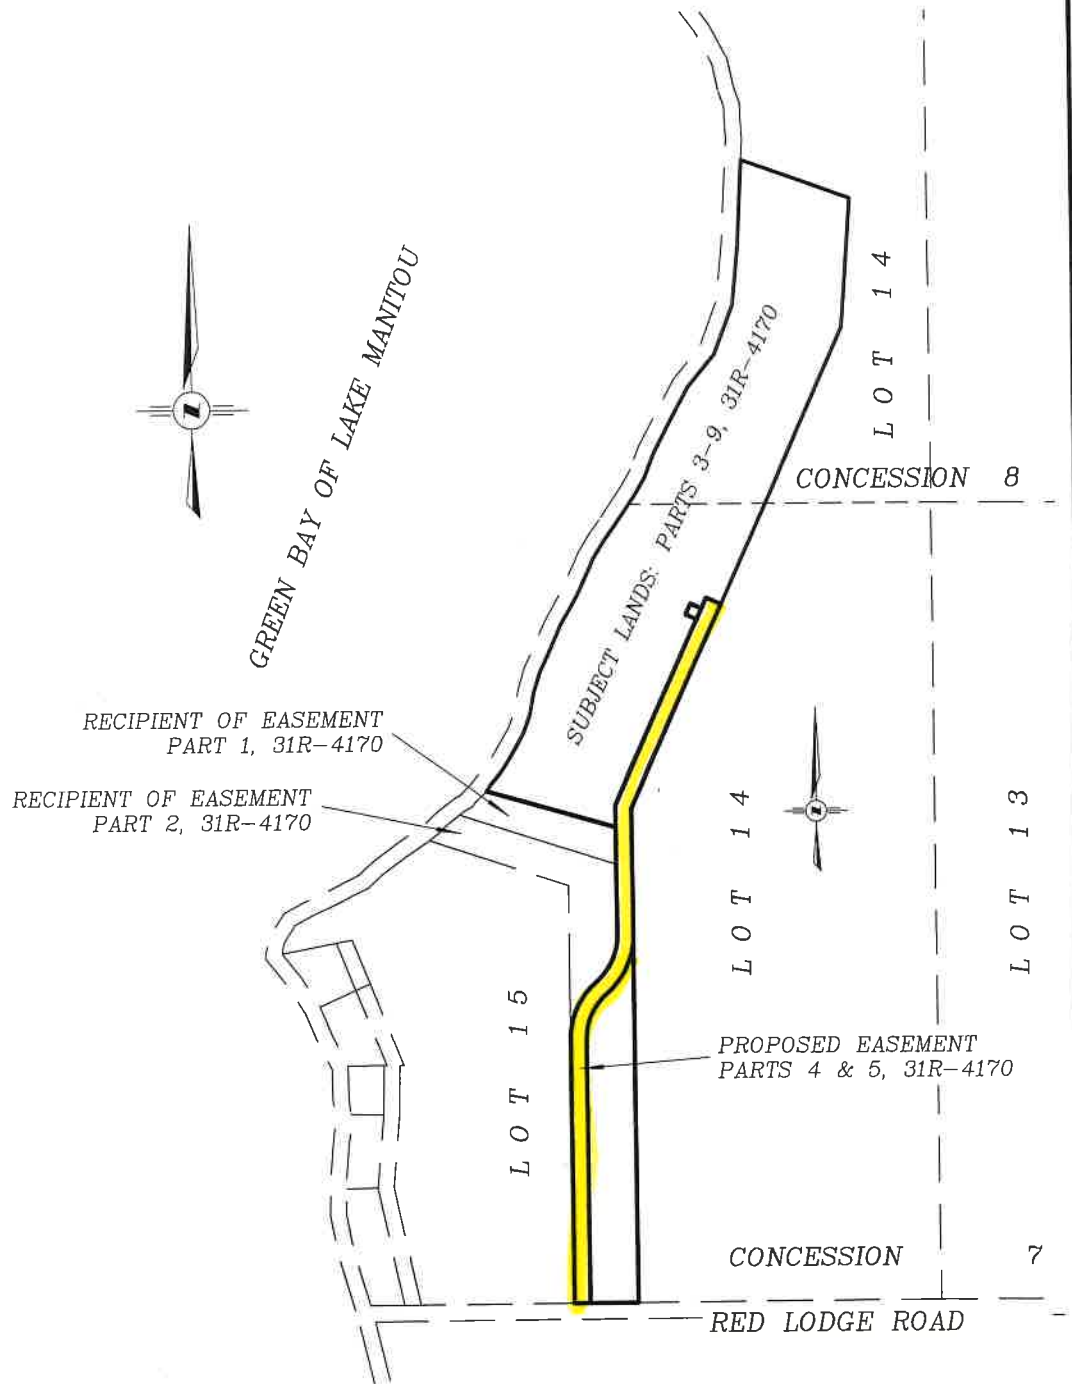 LOT 14
GREEN BAY OF LAKE MANITOU
SUBJECT LANDS: PARTS 3-9, 31R-4170
CONCESSION 8
RECIPIENT OF EASEMENT
PART 1, 31R-4170
RECIPIENT OF EASEMENT
PART 2, 31R-4170
LOT 14
LOT 13
LOT 15
PROPOSED EASEMENT
PARTS 4 & 5, 31R-4170
CONCESSION 7
RED LODGE ROAD